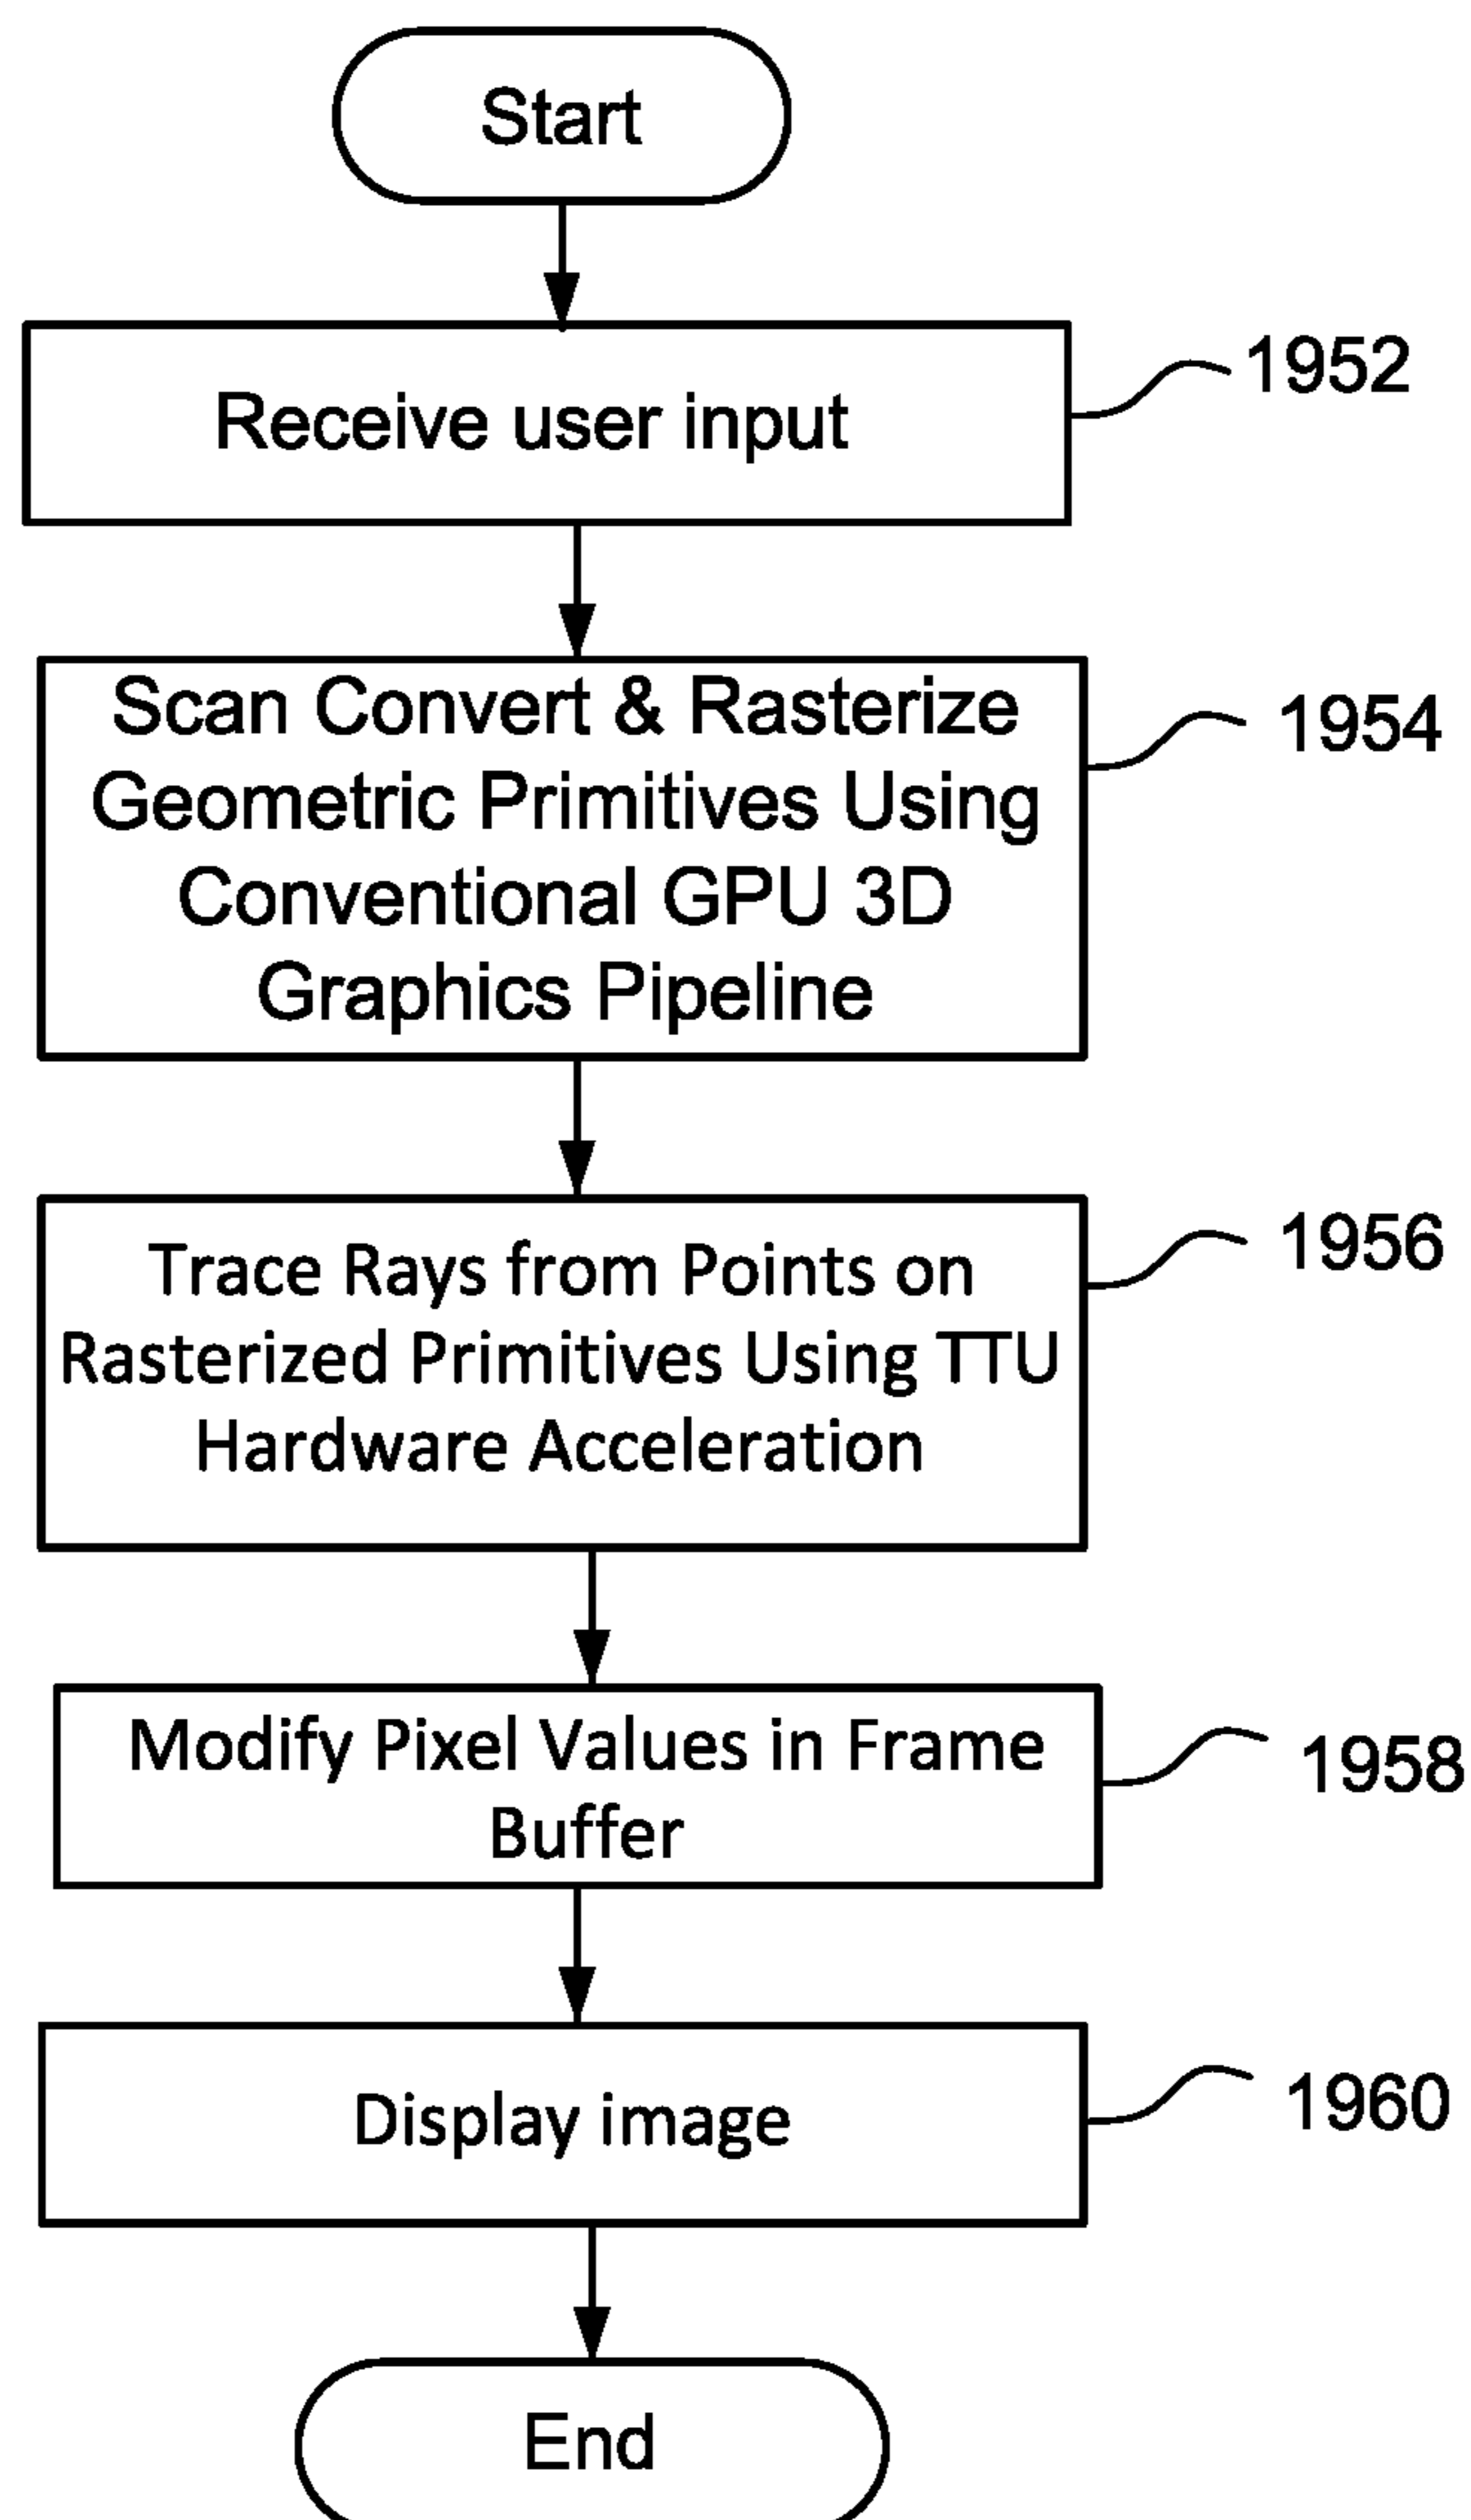 Start
Receive user input
1952
Scan Convert & Rasterize
Geometric Primitives Using
Conventional GPU 3D
Graphics Pipeline
1954
Trace Rays from Points on
Rasterized Primitives Using TTU
Hardware Acceleration
1956
Modify Pixel Values in Frame
Buffer
1958
Display image
1960
End